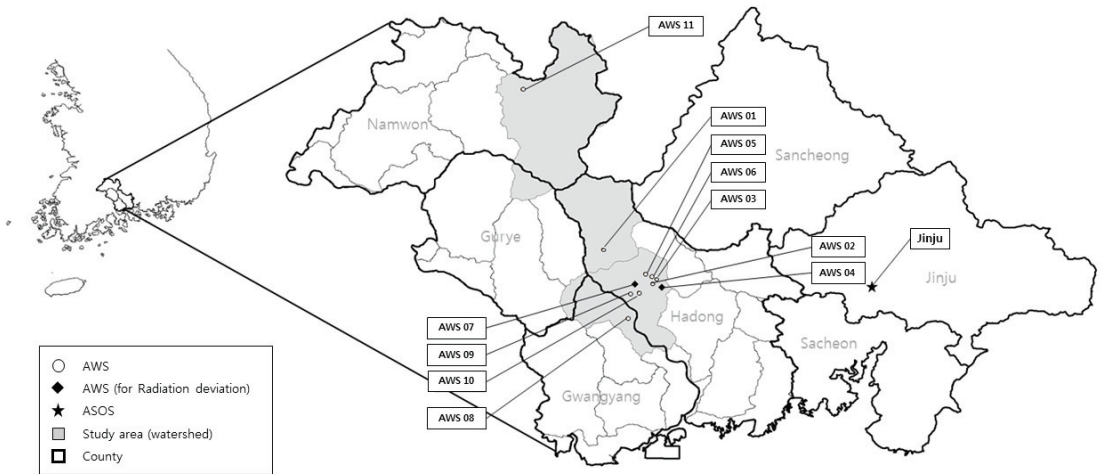 AWS 11
AWS 01
AWS 05
AWS 06
AWS 03
Jinju
AWS 02
AWS 04
Namwon
Sancheong
Gurye
Jinju
Hadong
Sacheon
Gwangyang
AWS 07
AWS 09
AWS 10
AWS 08
AWS
AWS (for Radiation deviation)
ASOS
Study area (watershed)
County